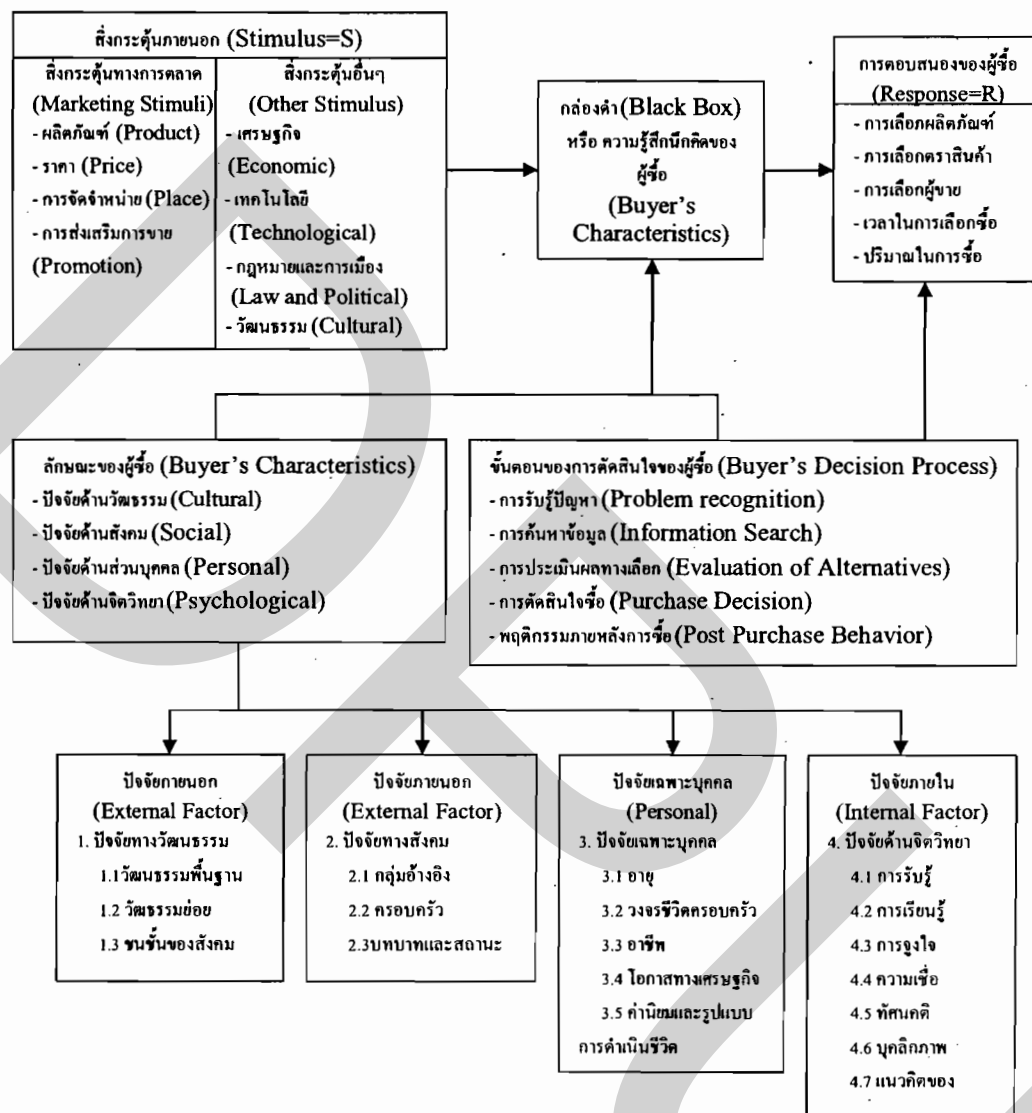 สิ่งกระตุ้นภายนอก (Stimulus=S)
สิ่งกระตุ้นทางการตลาด
(Marketing Stimuli)
- ผลิตภัณฑ์ (Product)
- ราคา (Price)
- การจัดจำหน่าย (Place)
- การส่งเสริมการขาย
(Promotion)
สิ่งกระตุ้นอื่นๆ
(Other Stimulus)
- เศรษฐกิจ
(Economic)
- เทคโนโลยี
(Technological)
- กฎหมายและการเมือง
(Law and Political)
- วัฒนธรรม (Cultural)
กล่องดำ (Black Box)
หรือ ความรู้สึกนึกคิดของ
ผู้ซื้อ
(Buyer's
Characteristics)
การตอบสนองของผู้ซื้อ
(Response=R)
- การเลือกผลิตภัณฑ์
- การเลือกตราสินค้า
- การเลือกผู้ขาย
- เวลาในการเลือกซื้อ
- ปริมาณในการซื้อ
ลักษณะของผู้ซื้อ (Buyer's Characteristics)
- ปัจจัยด้านวัฒธรรม (Cultural)
- ปัจจัยด้านสังคม (Social)
- ปัจจัยด้านส่วนบุคคล (Personal)
- ปัจจัยด้านจิตวิทยา (Psychological)
ขั้นตอนของการตัดสินใจของผู้ซื้อ (Buyer's Decision Process)
- การรับรู้ปัญหา (Problem recognition)
- การค้นหาข้อมูล (Information Search)
- การประเมินผลทางเลือก (Evaluation of Alternatives)
- การตัดสินใจซื้อ (Purchase Decision)
- พฤติกรรมภายหลังการซื้อ (Post Purchase Behavior)
ปัจจัยภายนอก
(External Factor)
1. ปัจจัยทางวัฒนธรรม
1.1วัฒนธรรมพื้นฐาน
1.2 วัฒธรรมย่อย
1.3 ชนชั้นของสังคม
ปัจจัยภายนอก
(External Factor)
2. ปัจจัยทางสังคม
2.1 กลุ่มอ้างอิง
2.2 ครอบครัว
2.3บทบาทและสถานะ
ปัจจัยเฉพาะบุคคล
(Personal)
3. ปัจจัยเฉพาะบุคคล
3.1 อายุ
3.2 วงจรชีวิตครอบครัว
3.3 อาชีพ
3.4 โอกาสทางเศรษฐกิจ
3.5 ค่านิยมและรูปแบบ
การดำเนินชีวิต
ปัจจัยภายใน
(Internal Factor)
4. ปัจจัยด้านจิตวิทยา
4.1 การรับรู้
4.2 การเรียนรู้
4.3 การจูงใจ
4.4 ความเชื่อ
4.5 ทัศนคติ
4.6 บุคลิกภาพ
4.7 แนวคิดของ